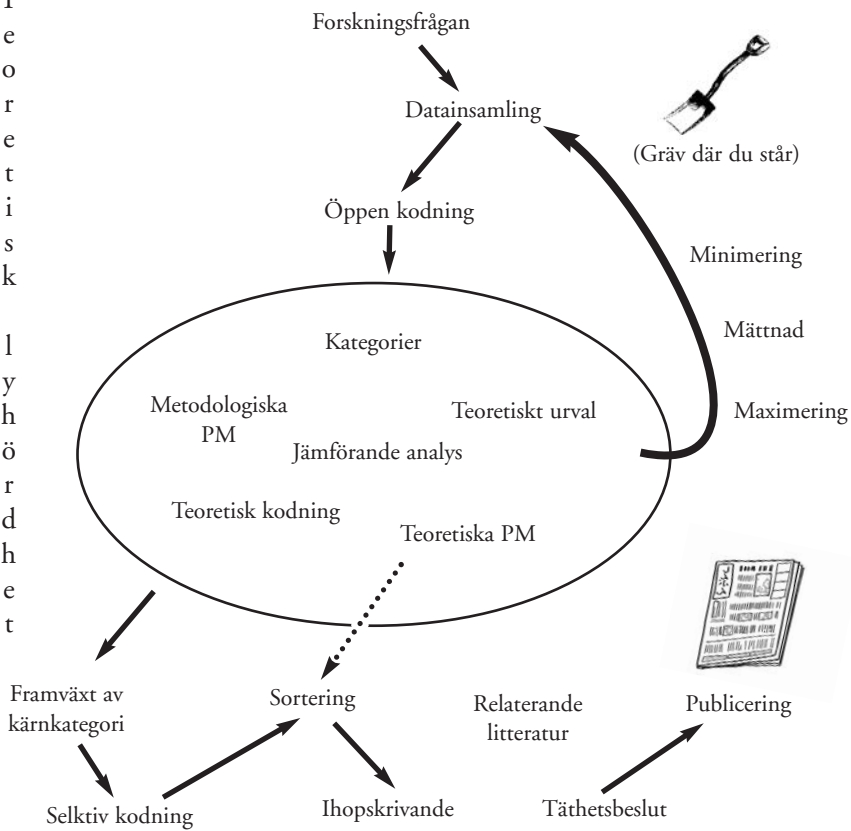 Teoretisk lyhördhet
Forskningsfrågan
Datainsamling
(Gräv där du står)
Öppen kodning
Minimering
Mättnad
Maximering
Kategorier
Metodologiska
PM
Teoretiskt urval
Jämförande analys
Teoretisk kodning
Teoretiska PM
Framväxt av
kärnkategori
Sortering
Relaterande
litteratur
Publicering
Selktiv kodning
Ihopskrivande
Täthetsbeslut